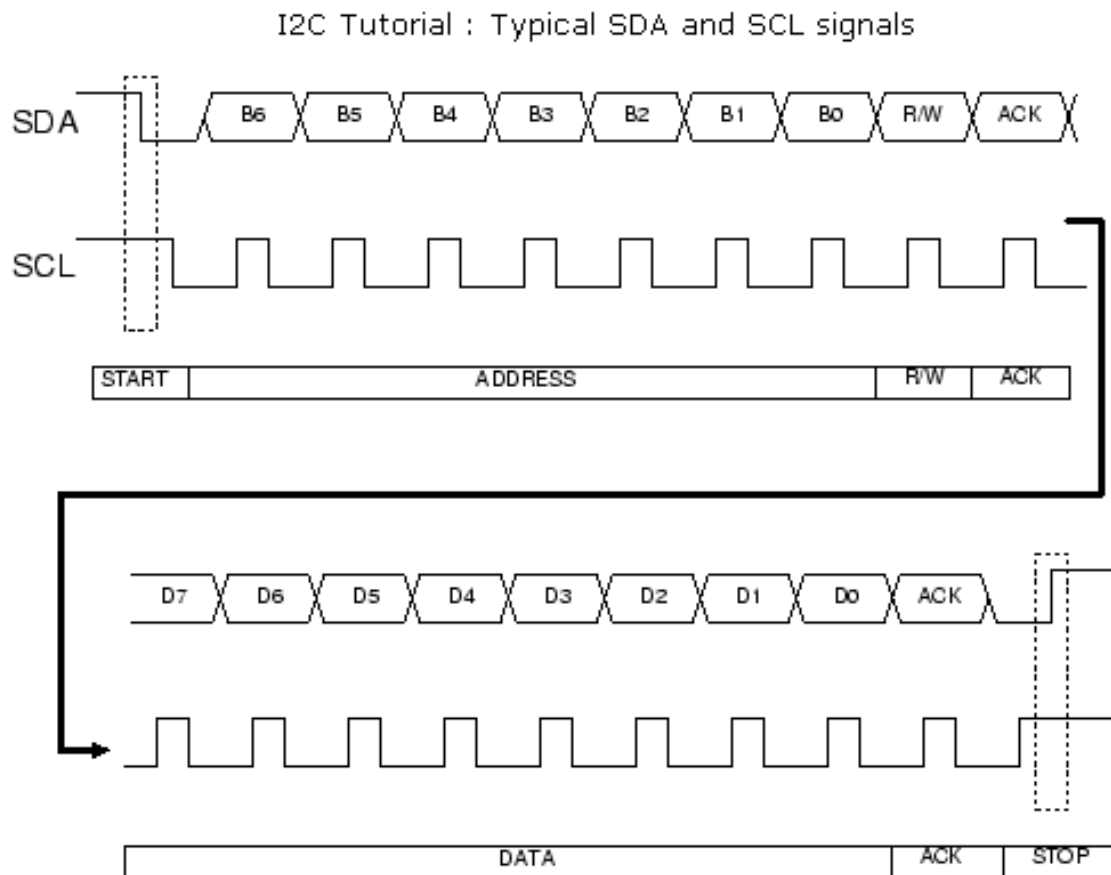 I2C Tutorial : Typical SDA and SCL signals
SDA B6 B5 B4 B3 B2 B1 B0 R/W ACK
SCL
START ADDRESS R/W ACK
D7 D6 D5 D4 D3 D2 D1 D0 ACK
DATA ACK STOP